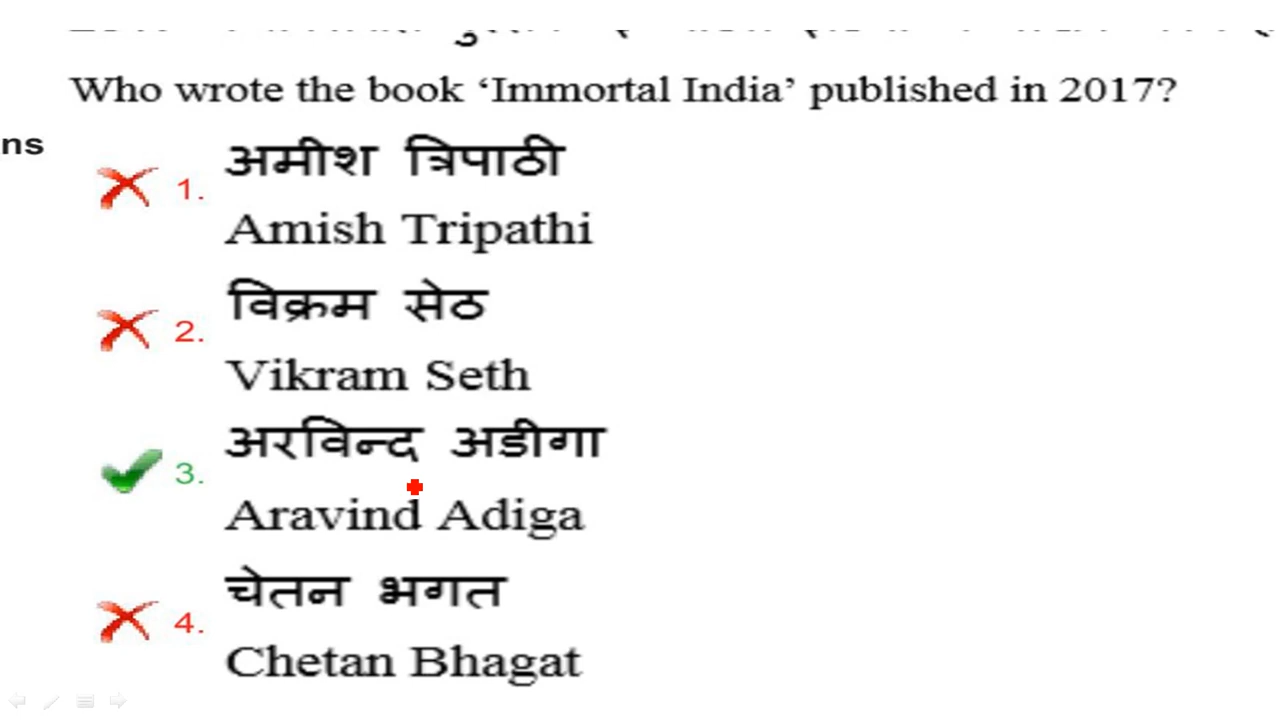 Who wrote the book ‘Immortal India’ published in 2017?
ns
1. अमीश त्रिपाठी
Amish Tripathi
2. विक्रम सेठ
Vikram Seth
3. अरविन्द अडीगा
Aravind Adiga
4. चेतन भगत
Chetan Bhagat